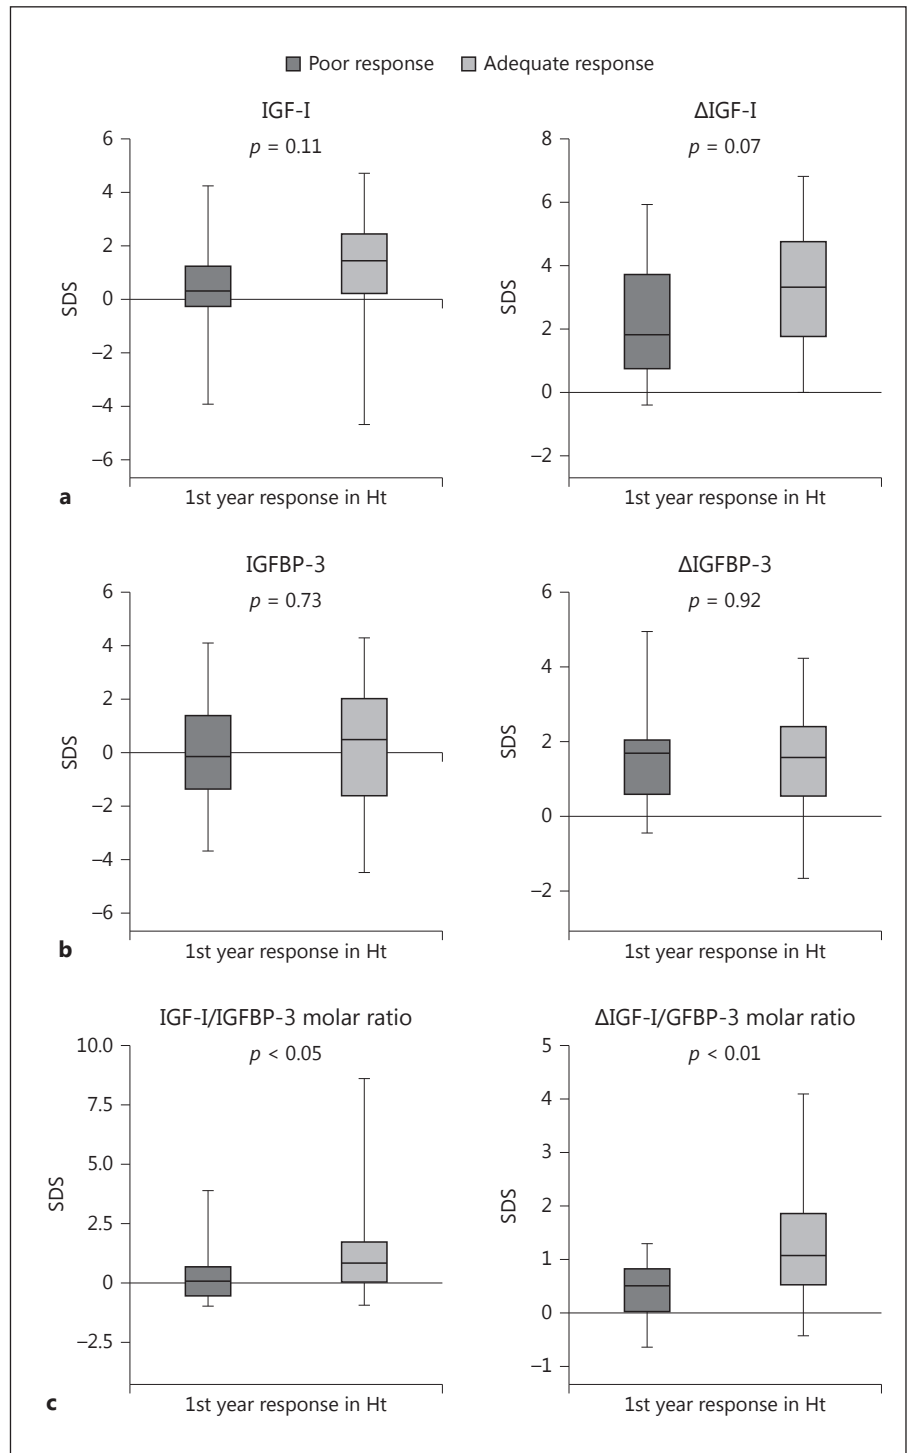 Poor response Adequate response
IGF-I
p = 0.11
6
4
2
0
–2
–4
–6
SDS
1st year response in Ht
a
ΔIGF-I
p = 0.07
8
6
4
2
0
–2
SDS
1st year response in Ht
IGFBP-3
p = 0.73
6
4
2
0
–2
–4
–6
SDS
1st year response in Ht
b
ΔIGFBP-3
p = 0.92
6
4
2
0
–2
SDS
1st year response in Ht
IGF-I/IGFBP-3 molar ratio
p < 0.05
10.0
7.5
5.0
2.5
0
–2.5
SDS
1st year response in Ht
c
ΔIGF-I/GFBP-3 molar ratio
p < 0.01
5
4
3
2
1
0
–1
SDS
1st year response in Ht